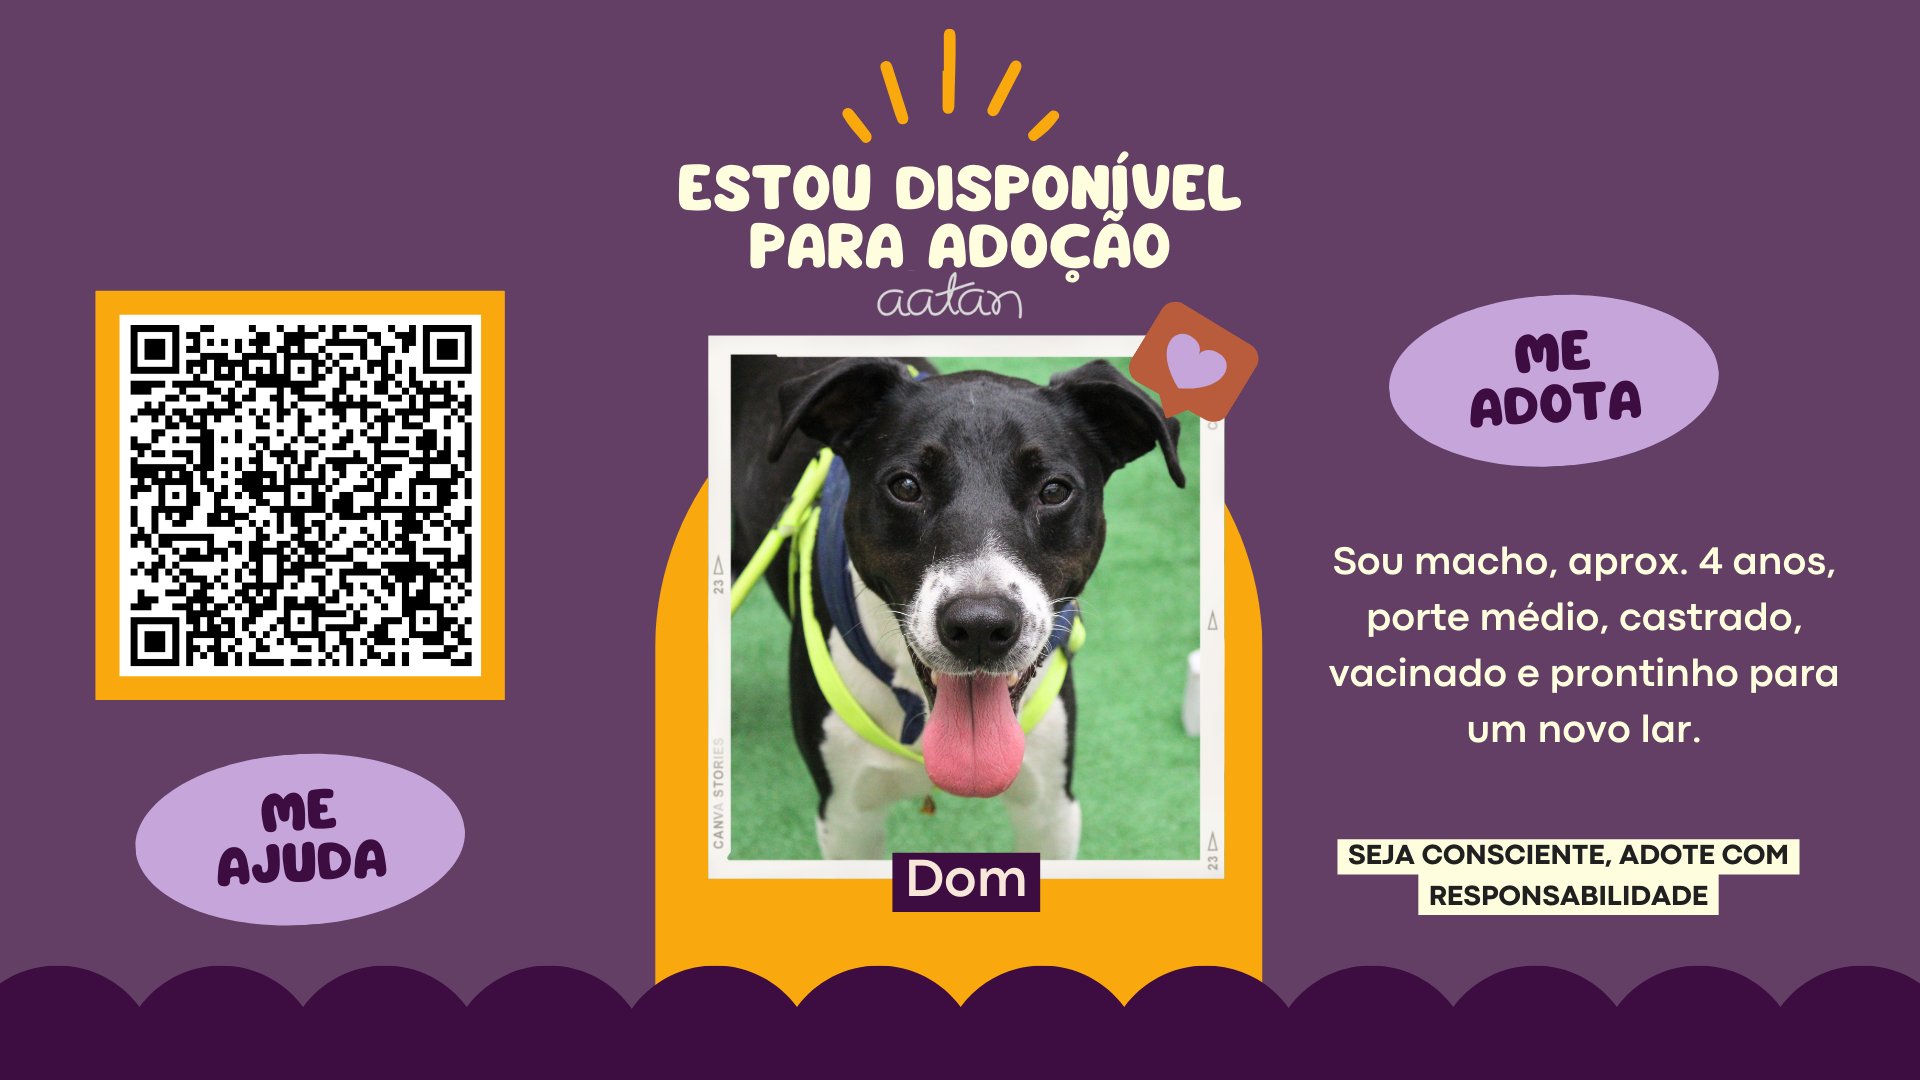 ESTOU DISPONÍVEL
PARA ADOÇÃO
aatan
ME
AJUDA
23
CANVA STORIES
23
Dom
ME
ADOTA
Sou macho, aprox. 4 anos,
porte médio, castrado,
vacinado e prontinho para
um novo lar.
SEJA CONSCIENTE, ADOTE COM
RESPONSABILIDADE